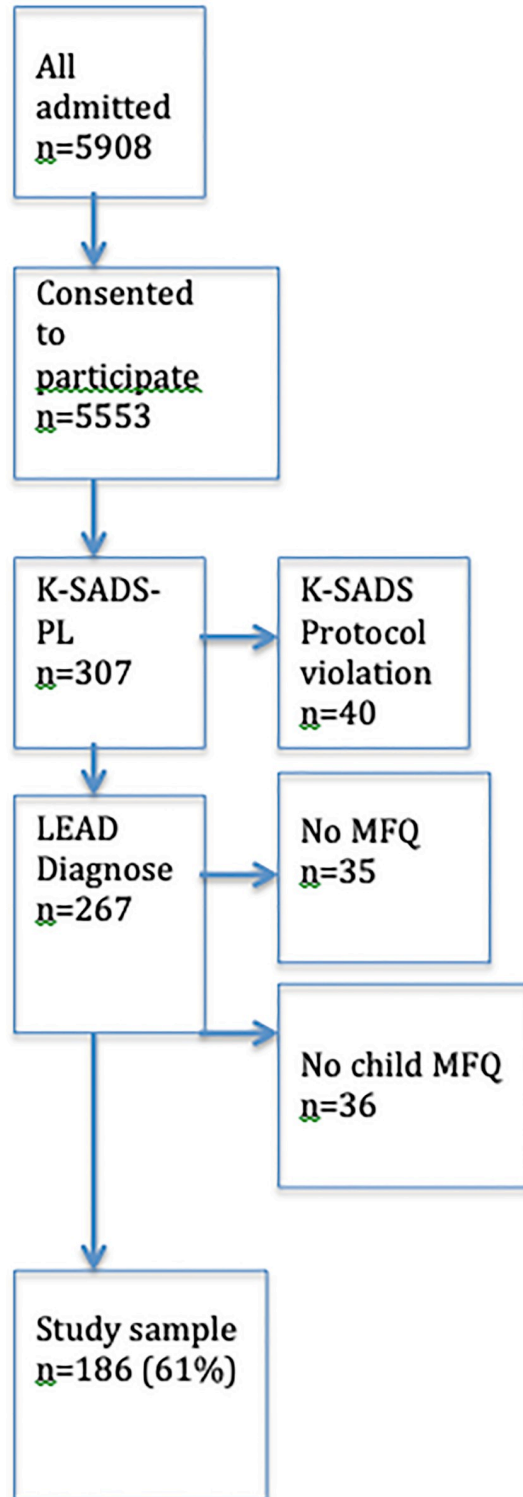 All
admitted
n=5908
Consented
to
participate
n=5553
K-SADS-
PL
n=307
K-SADS
Protocol
violation
n=40
LEAD
Diagnose
n=267
No MFQ
n=35
No child MFQ
n=36
Study sample
n=186 (61%)